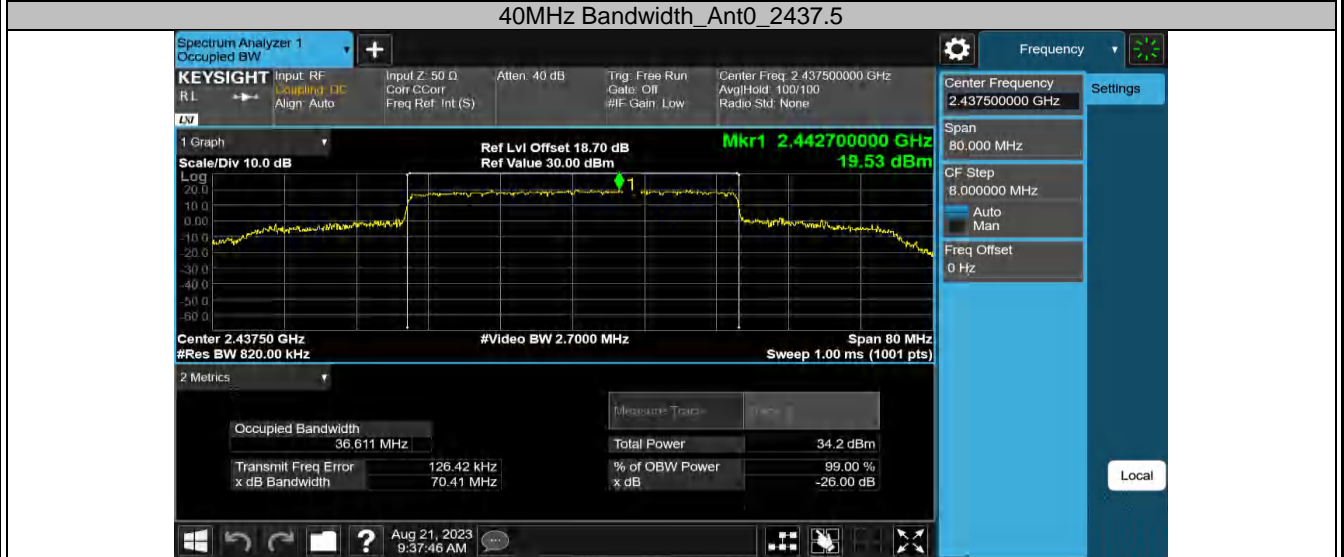 40MHz Bandwidth_Ant0_2437.5
Spectrum Analyzer 1
Occupied BW
Frequency
KEYSIGHT
Input: RF
Input Z: 50 Ω
Atten: 40 dB
Trig: Free Run
Center Freq: 2.437500000 GHz
RL
Coupling: DC
Corr CCorr
Gate: Off
Avg|Hold: 100/100
Align: Auto
Freq Ref: Int (S)
#IF Gain: Low
Radio Std: None
Center Frequency
2.437500000 GHz
Settings
Span
80.000 MHz
CF Step
8.000000 MHz
Auto
Man
Freq Offset
0 Hz
Local
1 Graph
Ref Lvl Offset 18.70 dB
Mkr1 2.442700000 GHz
Scale/Div 10.0 dB
Ref Value 30.00 dBm
19.53 dBm
Log
20.0
10.0
0.00
-10.0
-20.0
-30.0
-40.0
-50.0
-60.0
1
Center 2.43750 GHz
#Video BW 2.7000 MHz
Span 80 MHz
#Res BW 820.00 kHz
Sweep 1.00 ms (1001 pts)
2 Metrics
Measure Trace
Occupied Bandwidth
36.611 MHz
Total Power
34.2 dBm
Transmit Freq Error
126.42 kHz
% of OBW Power
99.00 %
x dB Bandwidth
70.41 MHz
x dB
-26.00 dB
?
Aug 21, 2023
9:37:46 AM